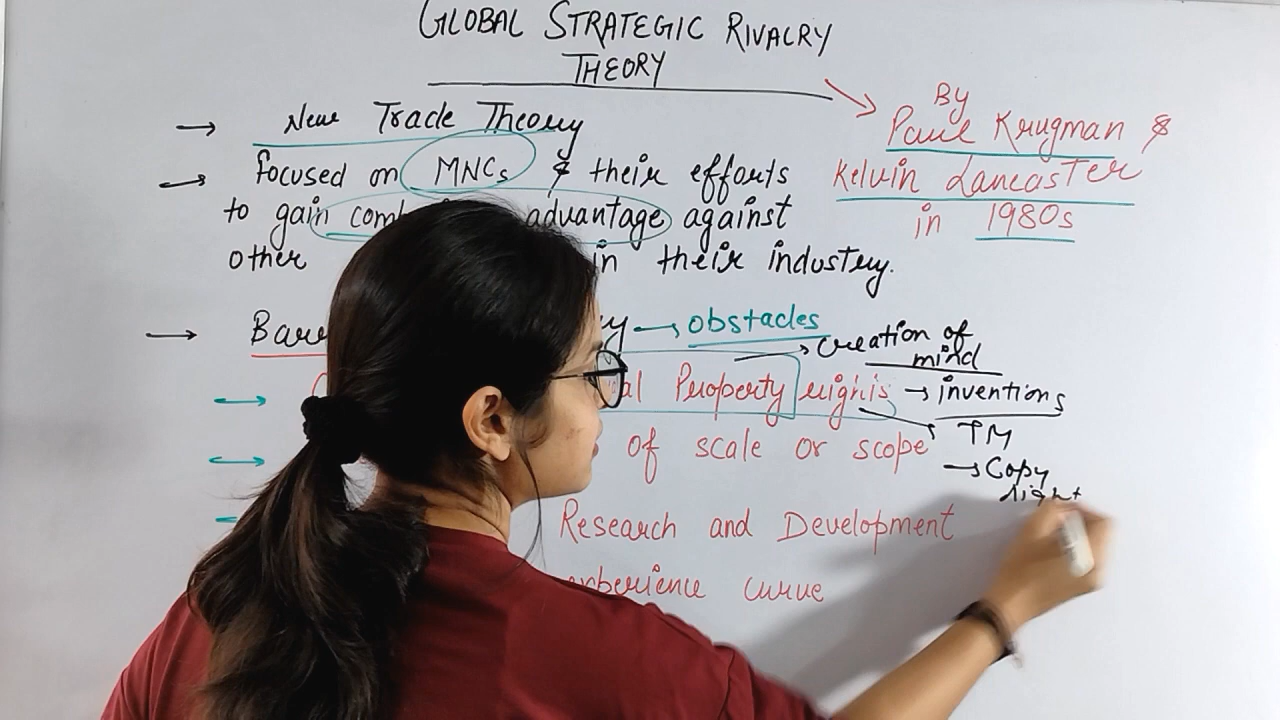 GLOBAL STRATEGIC RIVALRY
THEORY
By
Paul Krugman &
Kelvin Lancaster
in 1980s
→ New Trade Theory
→ focused on MNCs & their efforts
to gain advantage against
other in their industry.
→ → obstacles
→ Creation of
mind
→ Property rights → inventions
TM
→ of scale or scope
→ Copy
right
Research and Development
experience curve